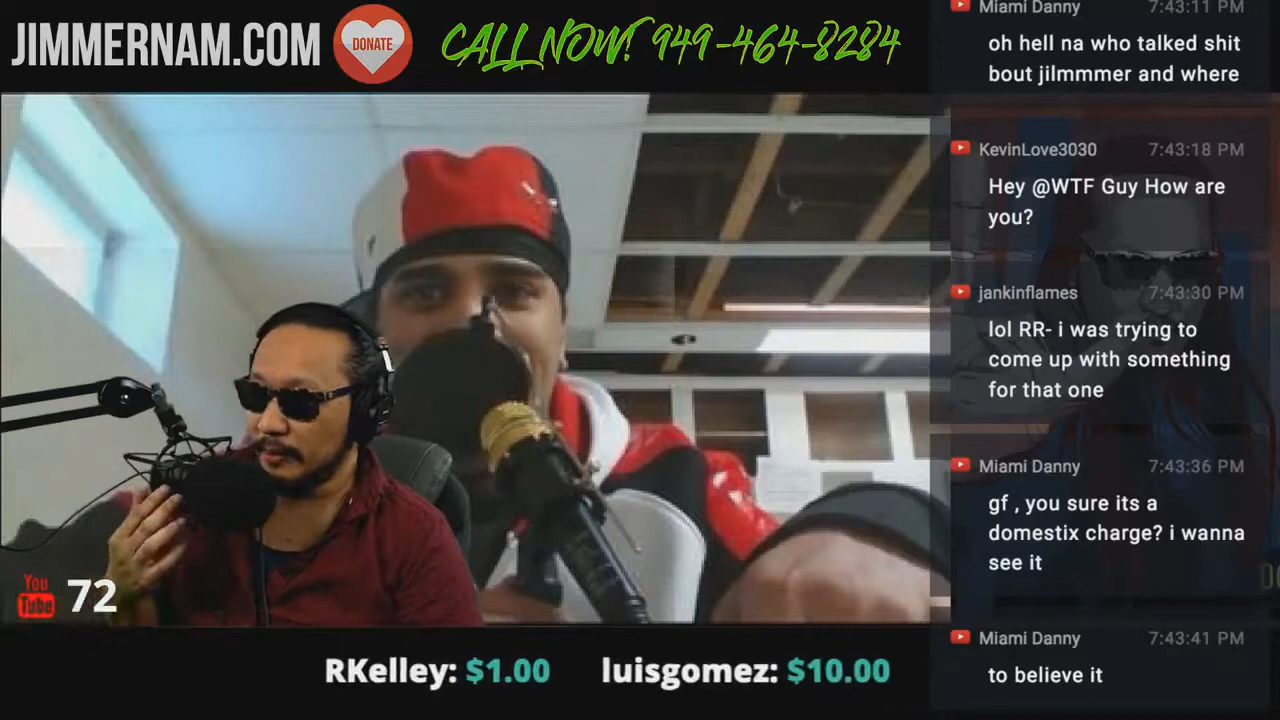 JIMMERNAM.COM
DONATE
CALL NOW! 949-464-8284
Miami Danny 7:43:11 PM
oh hell na who talked shit
bout jilmmmer and where
KevinLove3030 7:43:18 PM
Hey @WTF Guy How are
you?
jankinflames 7:43:30 PM
lol RR- i was trying to
come up with something
for that one
Miami Danny 7:43:36 PM
gf , you sure its a
domestix charge? i wanna
see it
Miami Danny 7:43:41 PM
to believe it
You
Tube 72
RKelley: $1.00 luisgomez: $10.00